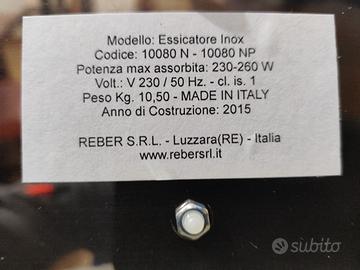 Modello: Essicatore Inox
Codice: 10080 N - 10080 NP
Potenza max assorbita: 230-260 W
Volt.: V 230 / 50 Hz. - cl. is. 1
Peso Kg. 10,50 - MADE IN ITALY
Anno di Costruzione: 2015
REBER S.R.L. - Luzzara(RE) - Italia
www.rebersrl.it
subito